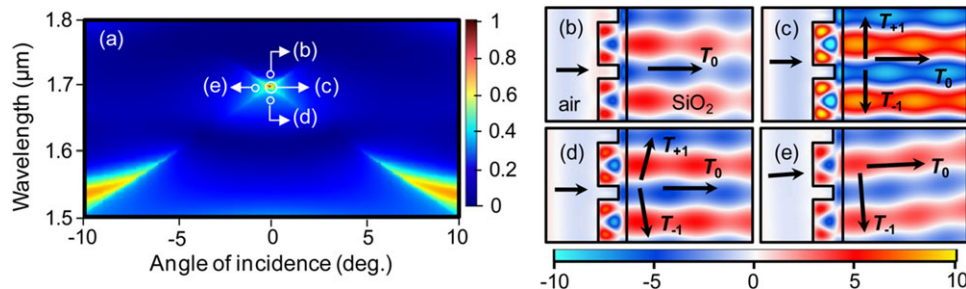 (a)
(b)
(e)
(c)
(d)
Wavelength (μm)
1.8
1.7
1.6
1.5
-10
-5
0
5
10
Angle of incidence (deg.)
1
0.8
0.6
0.4
0.2
0
(b)
T0
air
SiO2
(c)
T+1
T0
T-1
(d)
T+1
T0
T-1
(e)
T0
T-1
-10
-5
0
5
10